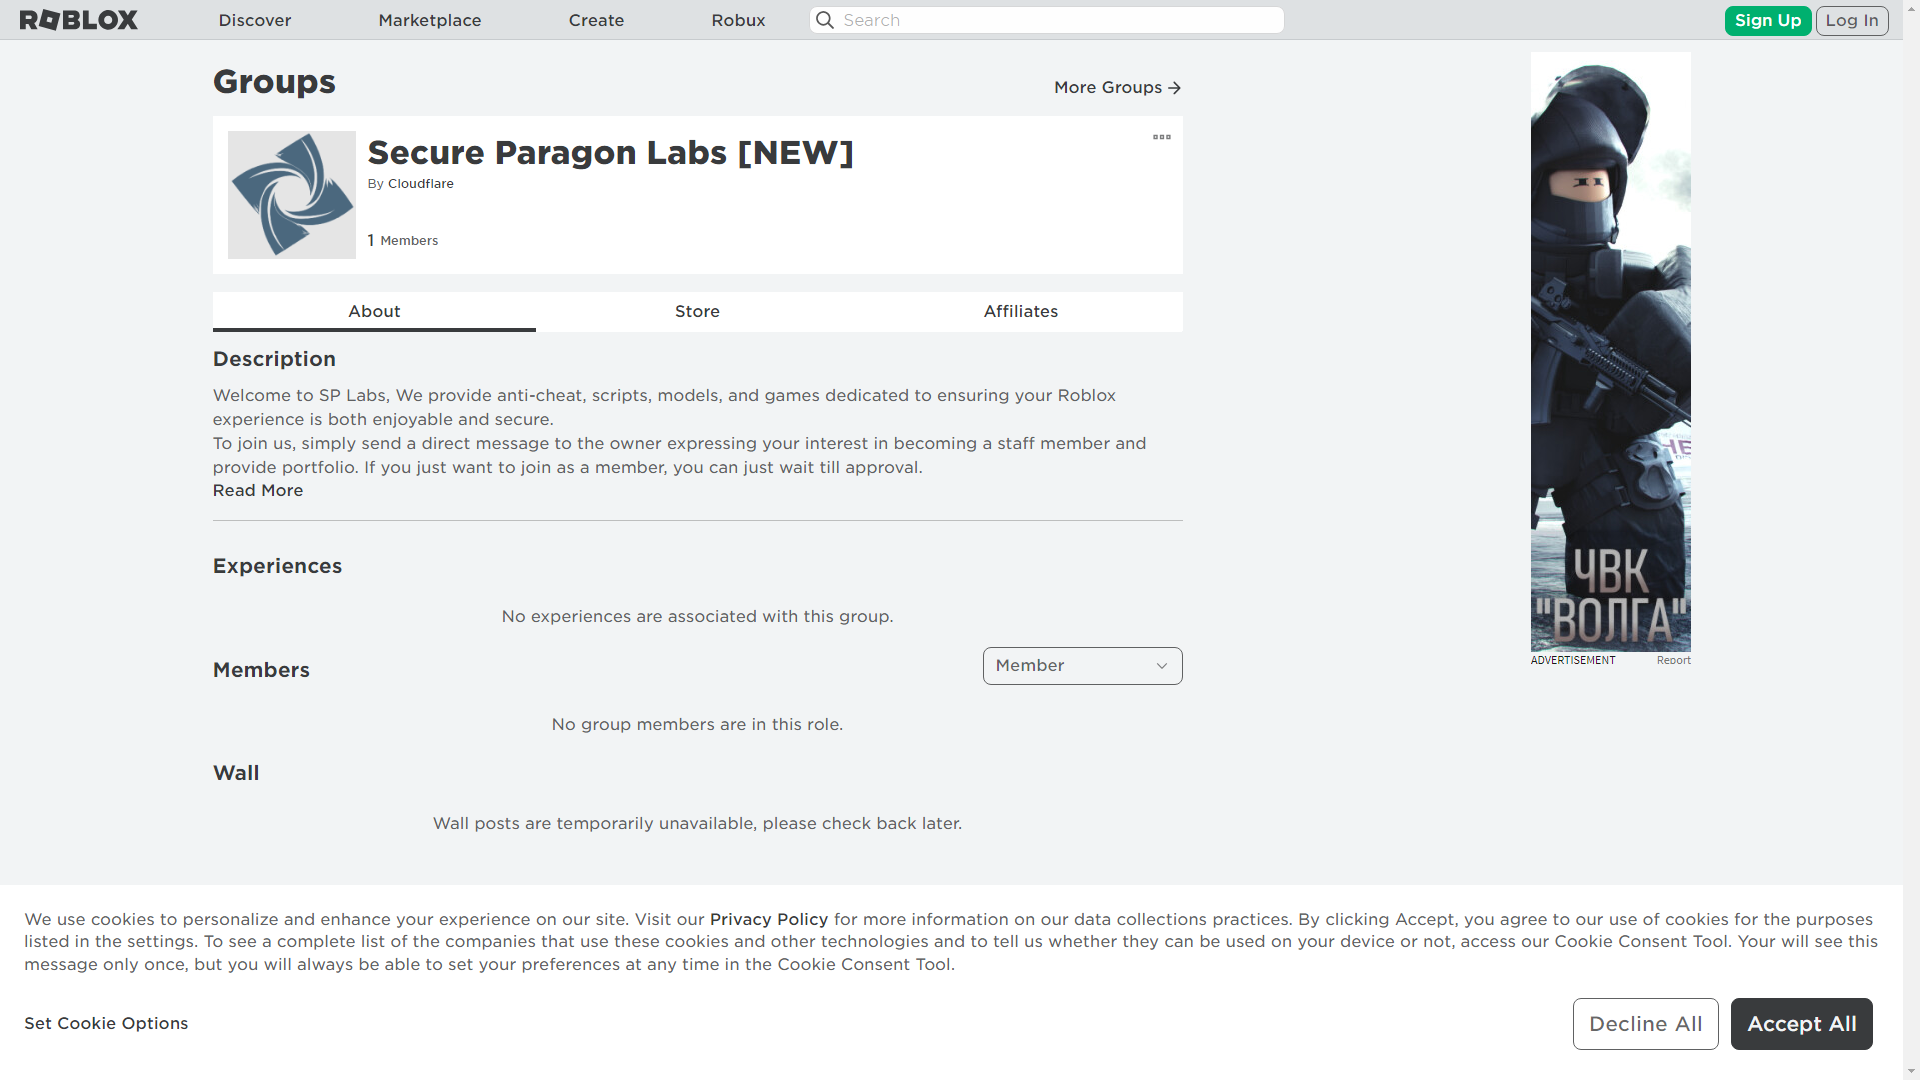 ROBLOX
Discover
Marketplace
Create
Robux
Search
Sign Up
Log In
Groups
More Groups
Secure Paragon Labs [NEW]
By Cloudflare
1 Members
About
Store
Affiliates
Description
Welcome to SP Labs, We provide anti-cheat, scripts, models, and games dedicated to ensuring your Roblox
experience is both enjoyable and secure.
To join us, simply send a direct message to the owner expressing your interest in becoming a staff member and
provide portfolio. If you just want to join as a member, you can just wait till approval.
Read More
Experiences
No experiences are associated with this group.
Members
Member
No group members are in this role.
Wall
Wall posts are temporarily unavailable, please check back later.
ЧВК
"ВОЛГА"
ADVERTISEMENT
Report
We use cookies to personalize and enhance your experience on our site. Visit our Privacy Policy for more information on our data collections practices. By clicking Accept, you agree to our use of cookies for the purposes
listed in the settings. To see a complete list of the companies that use these cookies and other technologies and to tell us whether they can be used on your device or not, access our Cookie Consent Tool. Your will see this
message only once, but you will always be able to set your preferences at any time in the Cookie Consent Tool.
Set Cookie Options
Decline All
Accept All